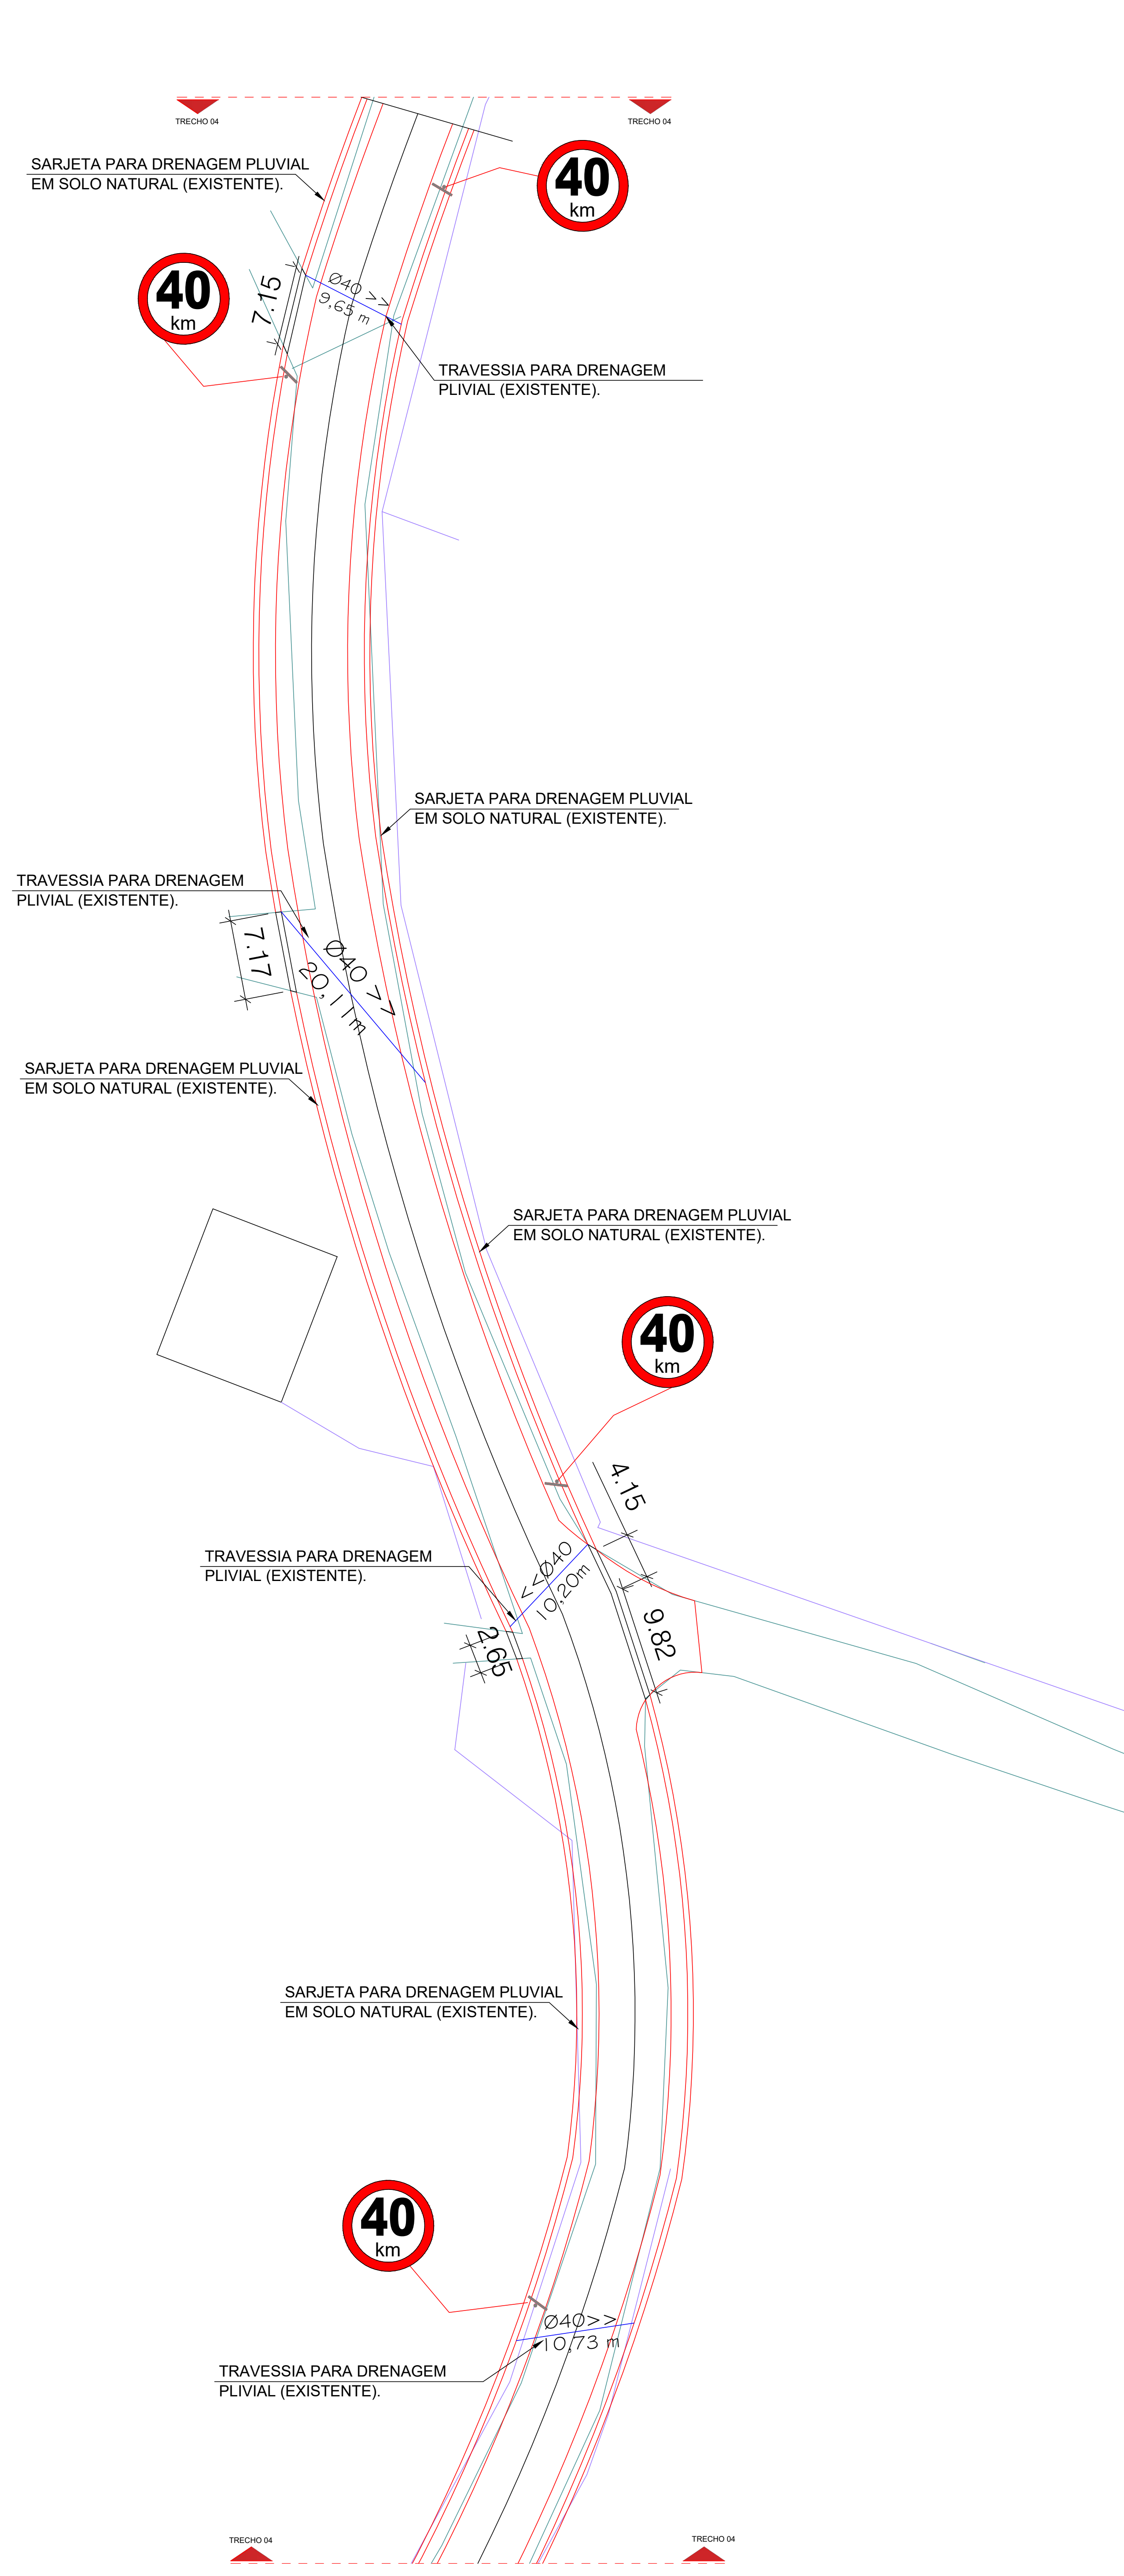 TRECHO 04
TRECHO 04
SARJETA PARA DRENAGEM PLUVIAL
EM SOLO NATURAL (EXISTENTE).
40
km
40
km
7.15
Ø40 >>
9,65 m
TRAVESSIA PARA DRENAGEM
PLIVIAL (EXISTENTE).
SARJETA PARA DRENAGEM PLUVIAL
EM SOLO NATURAL (EXISTENTE).
TRAVESSIA PARA DRENAGEM
PLIVIAL (EXISTENTE).
7.17
Ø40 >>
20,11m
SARJETA PARA DRENAGEM PLUVIAL
EM SOLO NATURAL (EXISTENTE).
SARJETA PARA DRENAGEM PLUVIAL
EM SOLO NATURAL (EXISTENTE).
40
km
4.15
TRAVESSIA PARA DRENAGEM
PLIVIAL (EXISTENTE).
<<Ø40
10,20m
9.82
2.65
SARJETA PARA DRENAGEM PLUVIAL
EM SOLO NATURAL (EXISTENTE).
40
km
Ø40>>
10,73 m
TRAVESSIA PARA DRENAGEM
PLIVIAL (EXISTENTE).
TRECHO 04
TRECHO 04